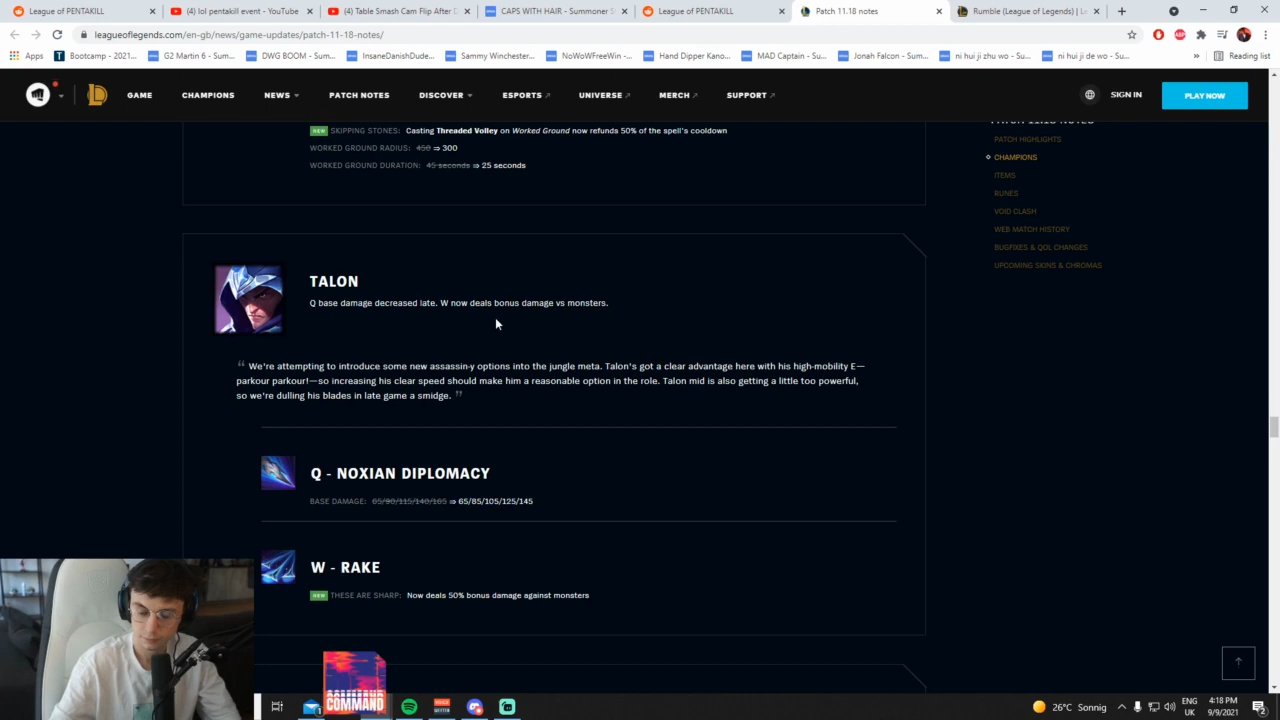 League of PENTAKILL
(4) lol pentakill event - YouTube
(4) Table Smash Cam Flip After D
CAPS WITH HAIR - Summoner S
League of PENTAKILL
Patch 11.18 notes
Rumble (League of Legends) | L
leagueoflegends.com/en-gb/news/game-updates/patch-11-18-notes/
Apps
Bootcamp - 2021...
G2 Martin 6 - Sum...
DWG BOOM - Sum...
InsaneDanishDude...
Sammy Winchester...
NoWoWFreeWin -...
Hand Dipper Kano...
MAD Captain - Su...
Jonah Falcon - Su...
ni hui ji zhu wo - Su...
ni hui ji de wo - Su...
»
Reading list
GAME
CHAMPIONS
NEWS
PATCH NOTES
DISCOVER
ESPORTS
UNIVERSE
MERCH
SUPPORT
SIGN IN
PLAY NOW
NEW SKIPPING STONES: Casting Threaded Volley on Worked Ground now refunds 50% of the spell's cooldown
WORKED GROUND RADIUS: 450 ⇒ 300
WORKED GROUND DURATION: 45 seconds ⇒ 25 seconds
PATCH 11.18 NOTES
PATCH HIGHLIGHTS
CHAMPIONS
ITEMS
RUNES
VOID CLASH
WEB MATCH HISTORY
BUGFIXES & QOL CHANGES
UPCOMING SKINS & CHROMAS
TALON
Q base damage decreased late. W now deals bonus damage vs monsters.
“ We're attempting to introduce some new assassin-y options into the jungle meta. Talon's got a clear advantage here with his high-mobility E—
parkour parkour!—so increasing his clear speed should make him a reasonable option in the role. Talon mid is also getting a little too powerful,
so we're dulling his blades in late game a smidge. ”
Q - NOXIAN DIPLOMACY
BASE DAMAGE: 65/90/115/140/165 ⇒ 65/85/105/125/145
W - RAKE
NEW THESE ARE SHARP: Now deals 50% bonus damage against monsters
COMMAND
26°C Sonnig
ENG
UK
4:18 PM
9/9/2021
2